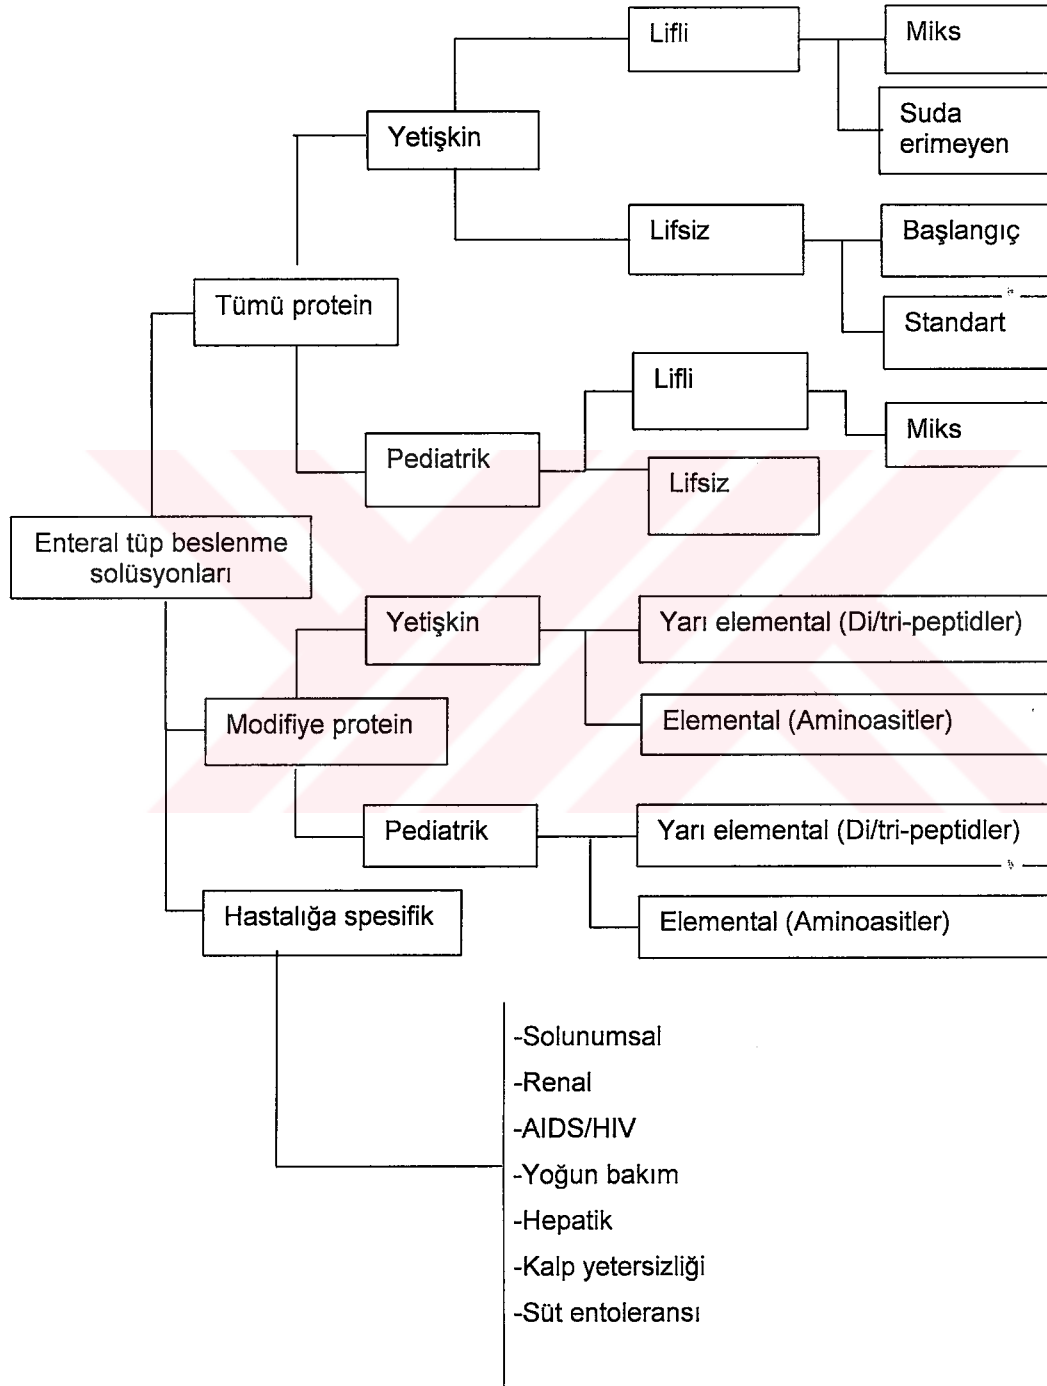 Lifli
Miks
Suda
erimeyen
Yetişkin
Lifsiz
Başlangıç
Standart
Tümü protein
Lifli
Miks
Pediatrik
Lifsiz
Enteral tüp beslenme
solüsyonları
Yetişkin
Yarı elemental (Di/tri-peptidler)
Elemental (Aminoasitler)
Modifiye protein
Pediatrik
Yarı elemental (Di/tri-peptidler)
Elemental (Aminoasitler)
Hastalığa spesifik
-Solunumsal
-Renal
-AIDS/HIV
-Yoğun bakım
-Hepatik
-Kalp yetersizliği
-Süt entoleransı